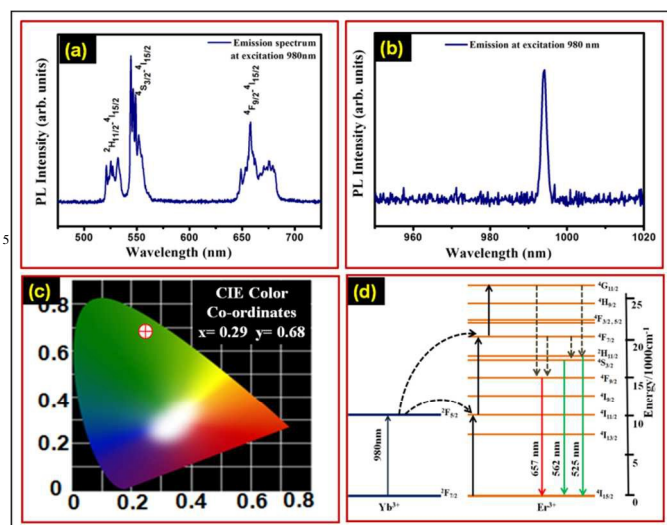 (a)
Emission spectrum
at excitation 980nm
²H₁₁/₂-⁴I₁₅/₂
⁴S₃/₂-⁴I₁₅/₂
⁴F₉/₂-⁴I₁₅/₂
PL Intensity (arb. units)
500 550 600 650 700
Wavelength (nm)
(b)
Emission at excitation 980 nm
PL Intensity (arb. units)
960 980 1000 1020
Wavelength (nm)
5
(c)
CIE Color
Co-ordinates
x= 0.29 y= 0.68
0.8
0.6
0.4
0.2
0
0.0 0.2 0.4 0.6 0.8
(d)
⁴G₁₁/₂
⁴H₉/₂
⁴F₃/₂, ₅/₂
⁴F₇/₂
²H₁₁/₂
⁴S₃/₂
⁴F₉/₂
⁴I₉/₂
²F₅/₂
⁴I₁₁/₂
⁴I₁₃/₂
980nm
657 nm
562 nm
525 nm
²F₇/₂
⁴I₁₅/₂
Yb³⁺
Er³⁺
25
20
15
10
5
0
Energy/1000cm⁻¹